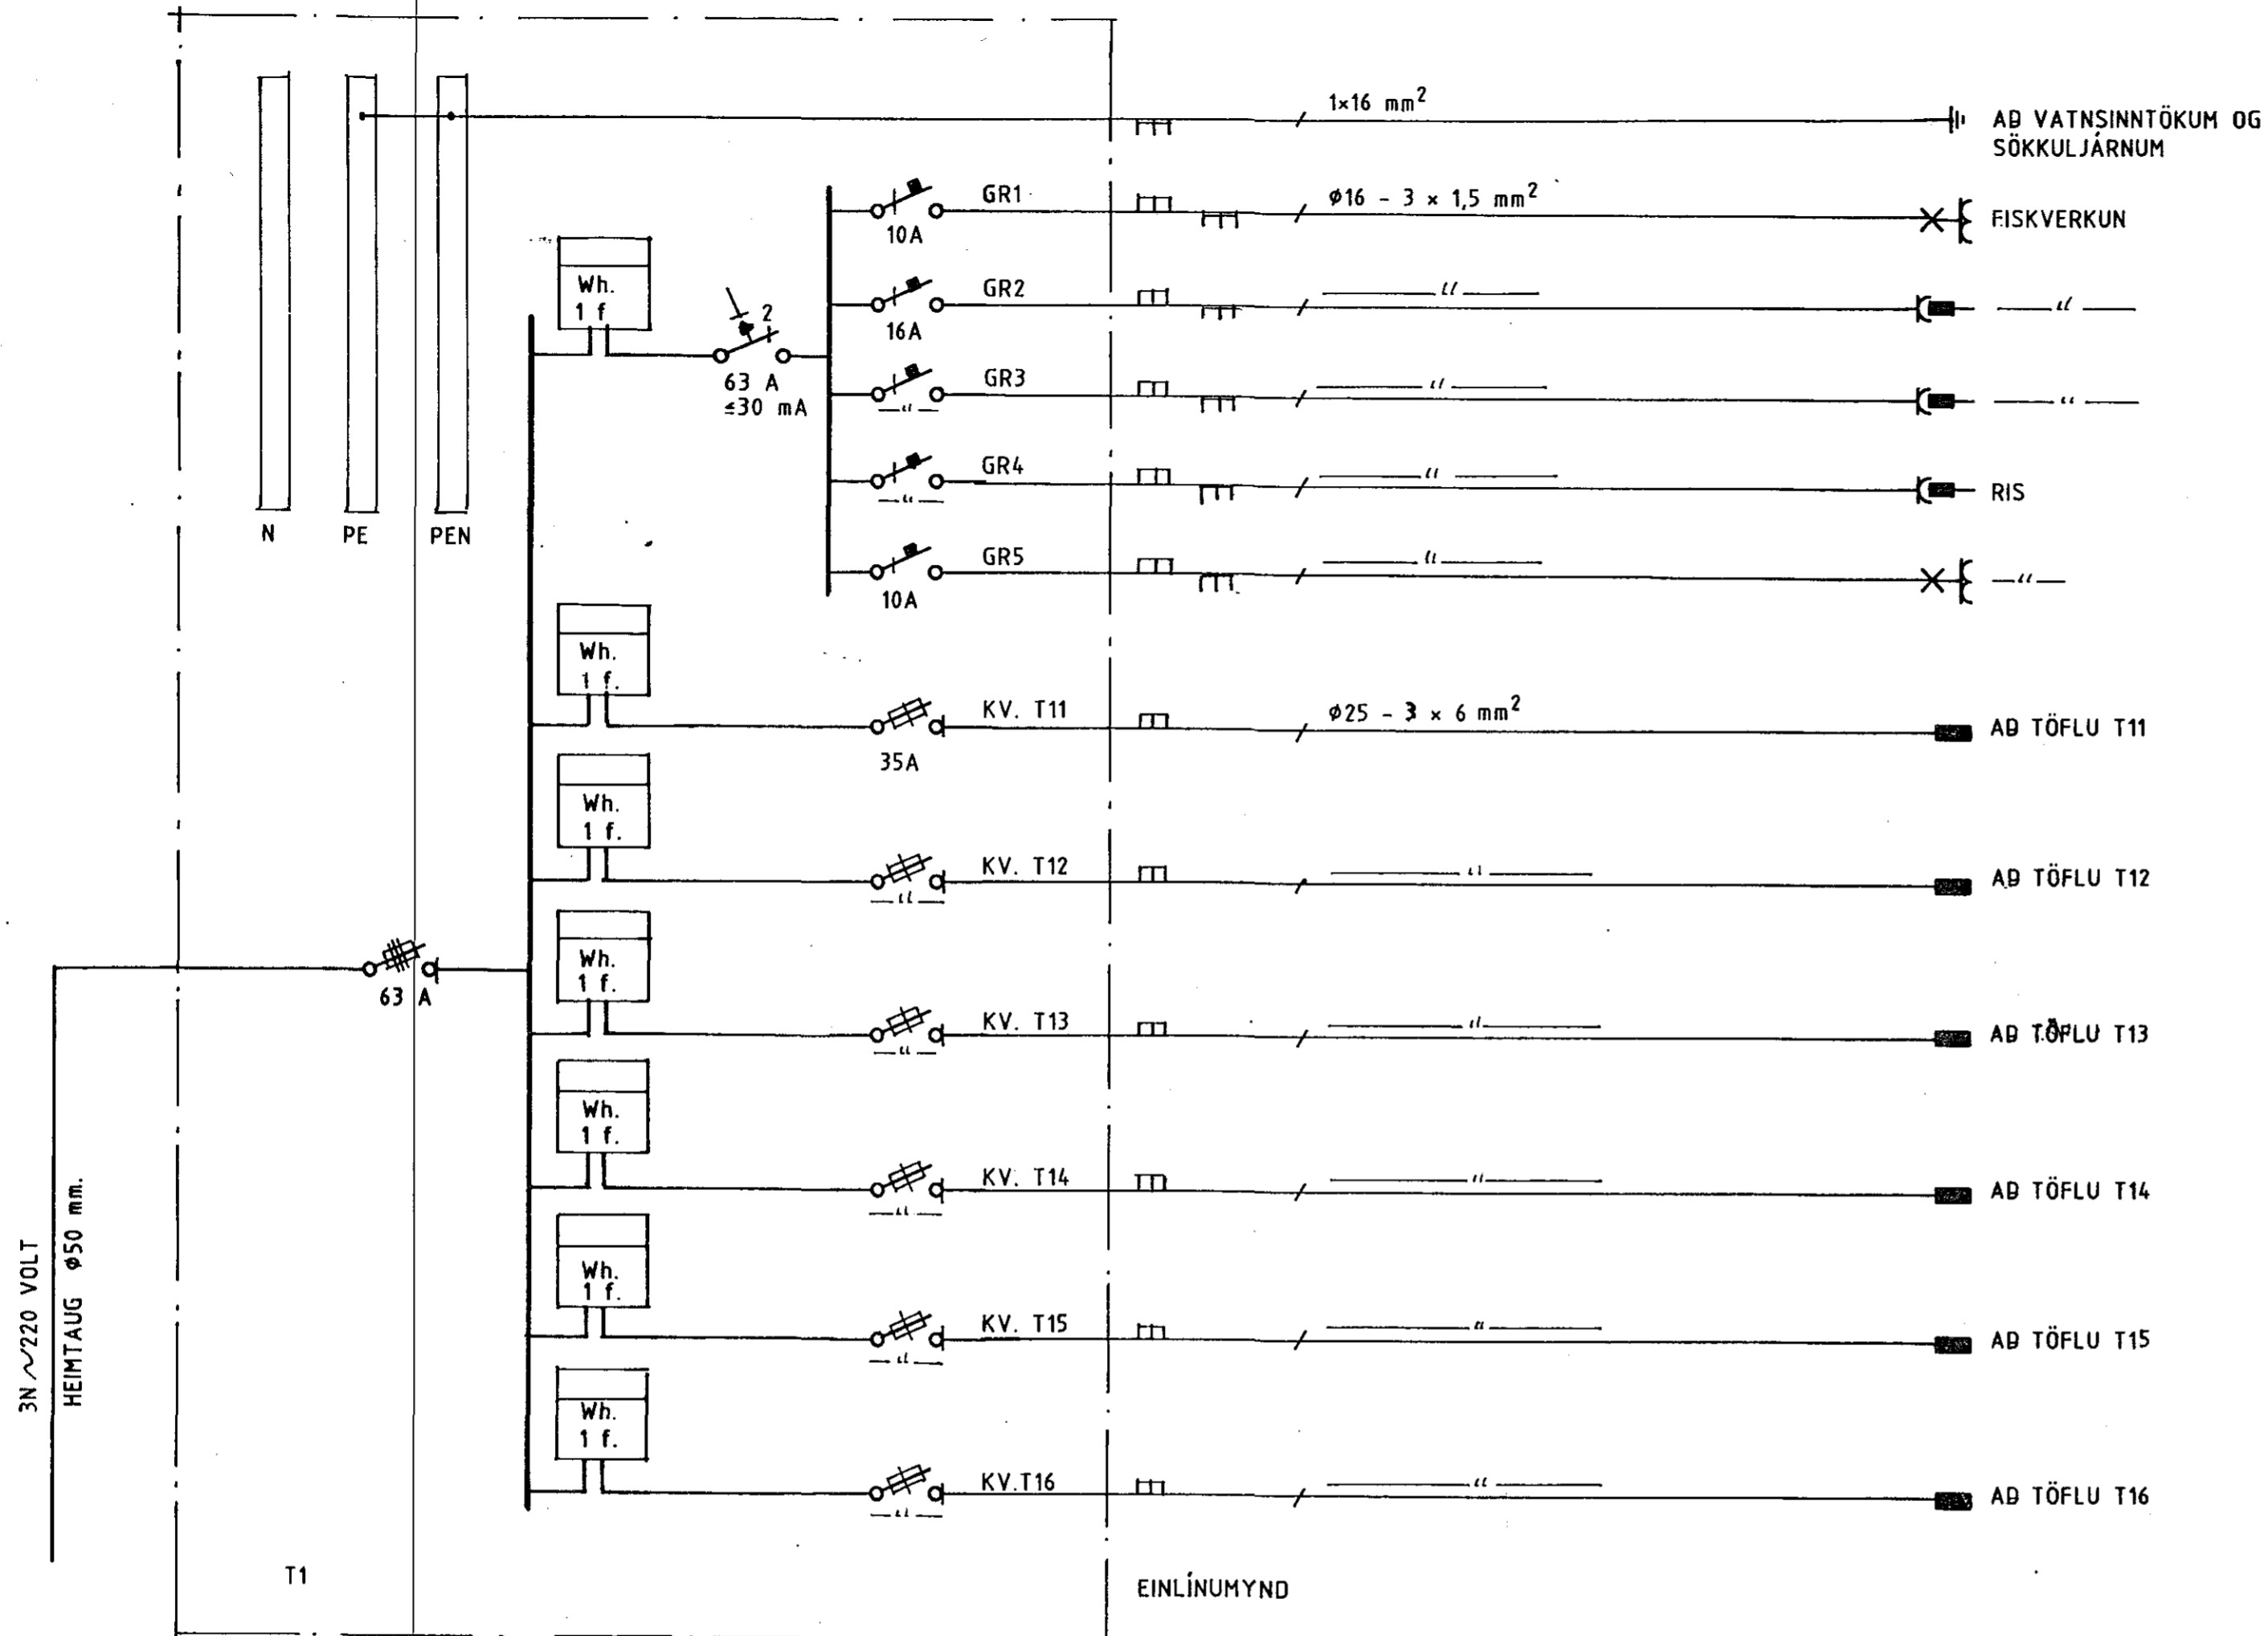 1×16 mm²
AÐ VATNSINNTÖKUM OG
SÖKKULJÁRNUM
GR1
ø16 - 3 × 1,5 mm²
FISKVERKUN
10A
Wh.
1 f
2
63 A
≤30 mA
GR2
〃
〃
16A
GR3
〃
〃
〃
GR4
〃
RIS
〃
GR5
〃
〃
10A
N
PE
PEN
Wh.
1 f.
KV. T11
ø25 - 3 × 6 mm²
AÐ TÖFLU T11
35A
Wh.
1 f.
KV. T12
〃
AÐ TÖFLU T12
〃
63 A
Wh.
1 f.
KV. T13
〃
AÐ TÖFLU T13
〃
Wh.
1 f.
KV. T14
〃
AÐ TÖFLU T14
〃
Wh.
1 f.
KV. T15
〃
AÐ TÖFLU T15
〃
Wh.
1 f.
KV.T16
〃
AÐ TÖFLU T16
〃
3N~220 VOLT
HEIMTAUG ø50 mm.
T1
EINLÍNUMYND